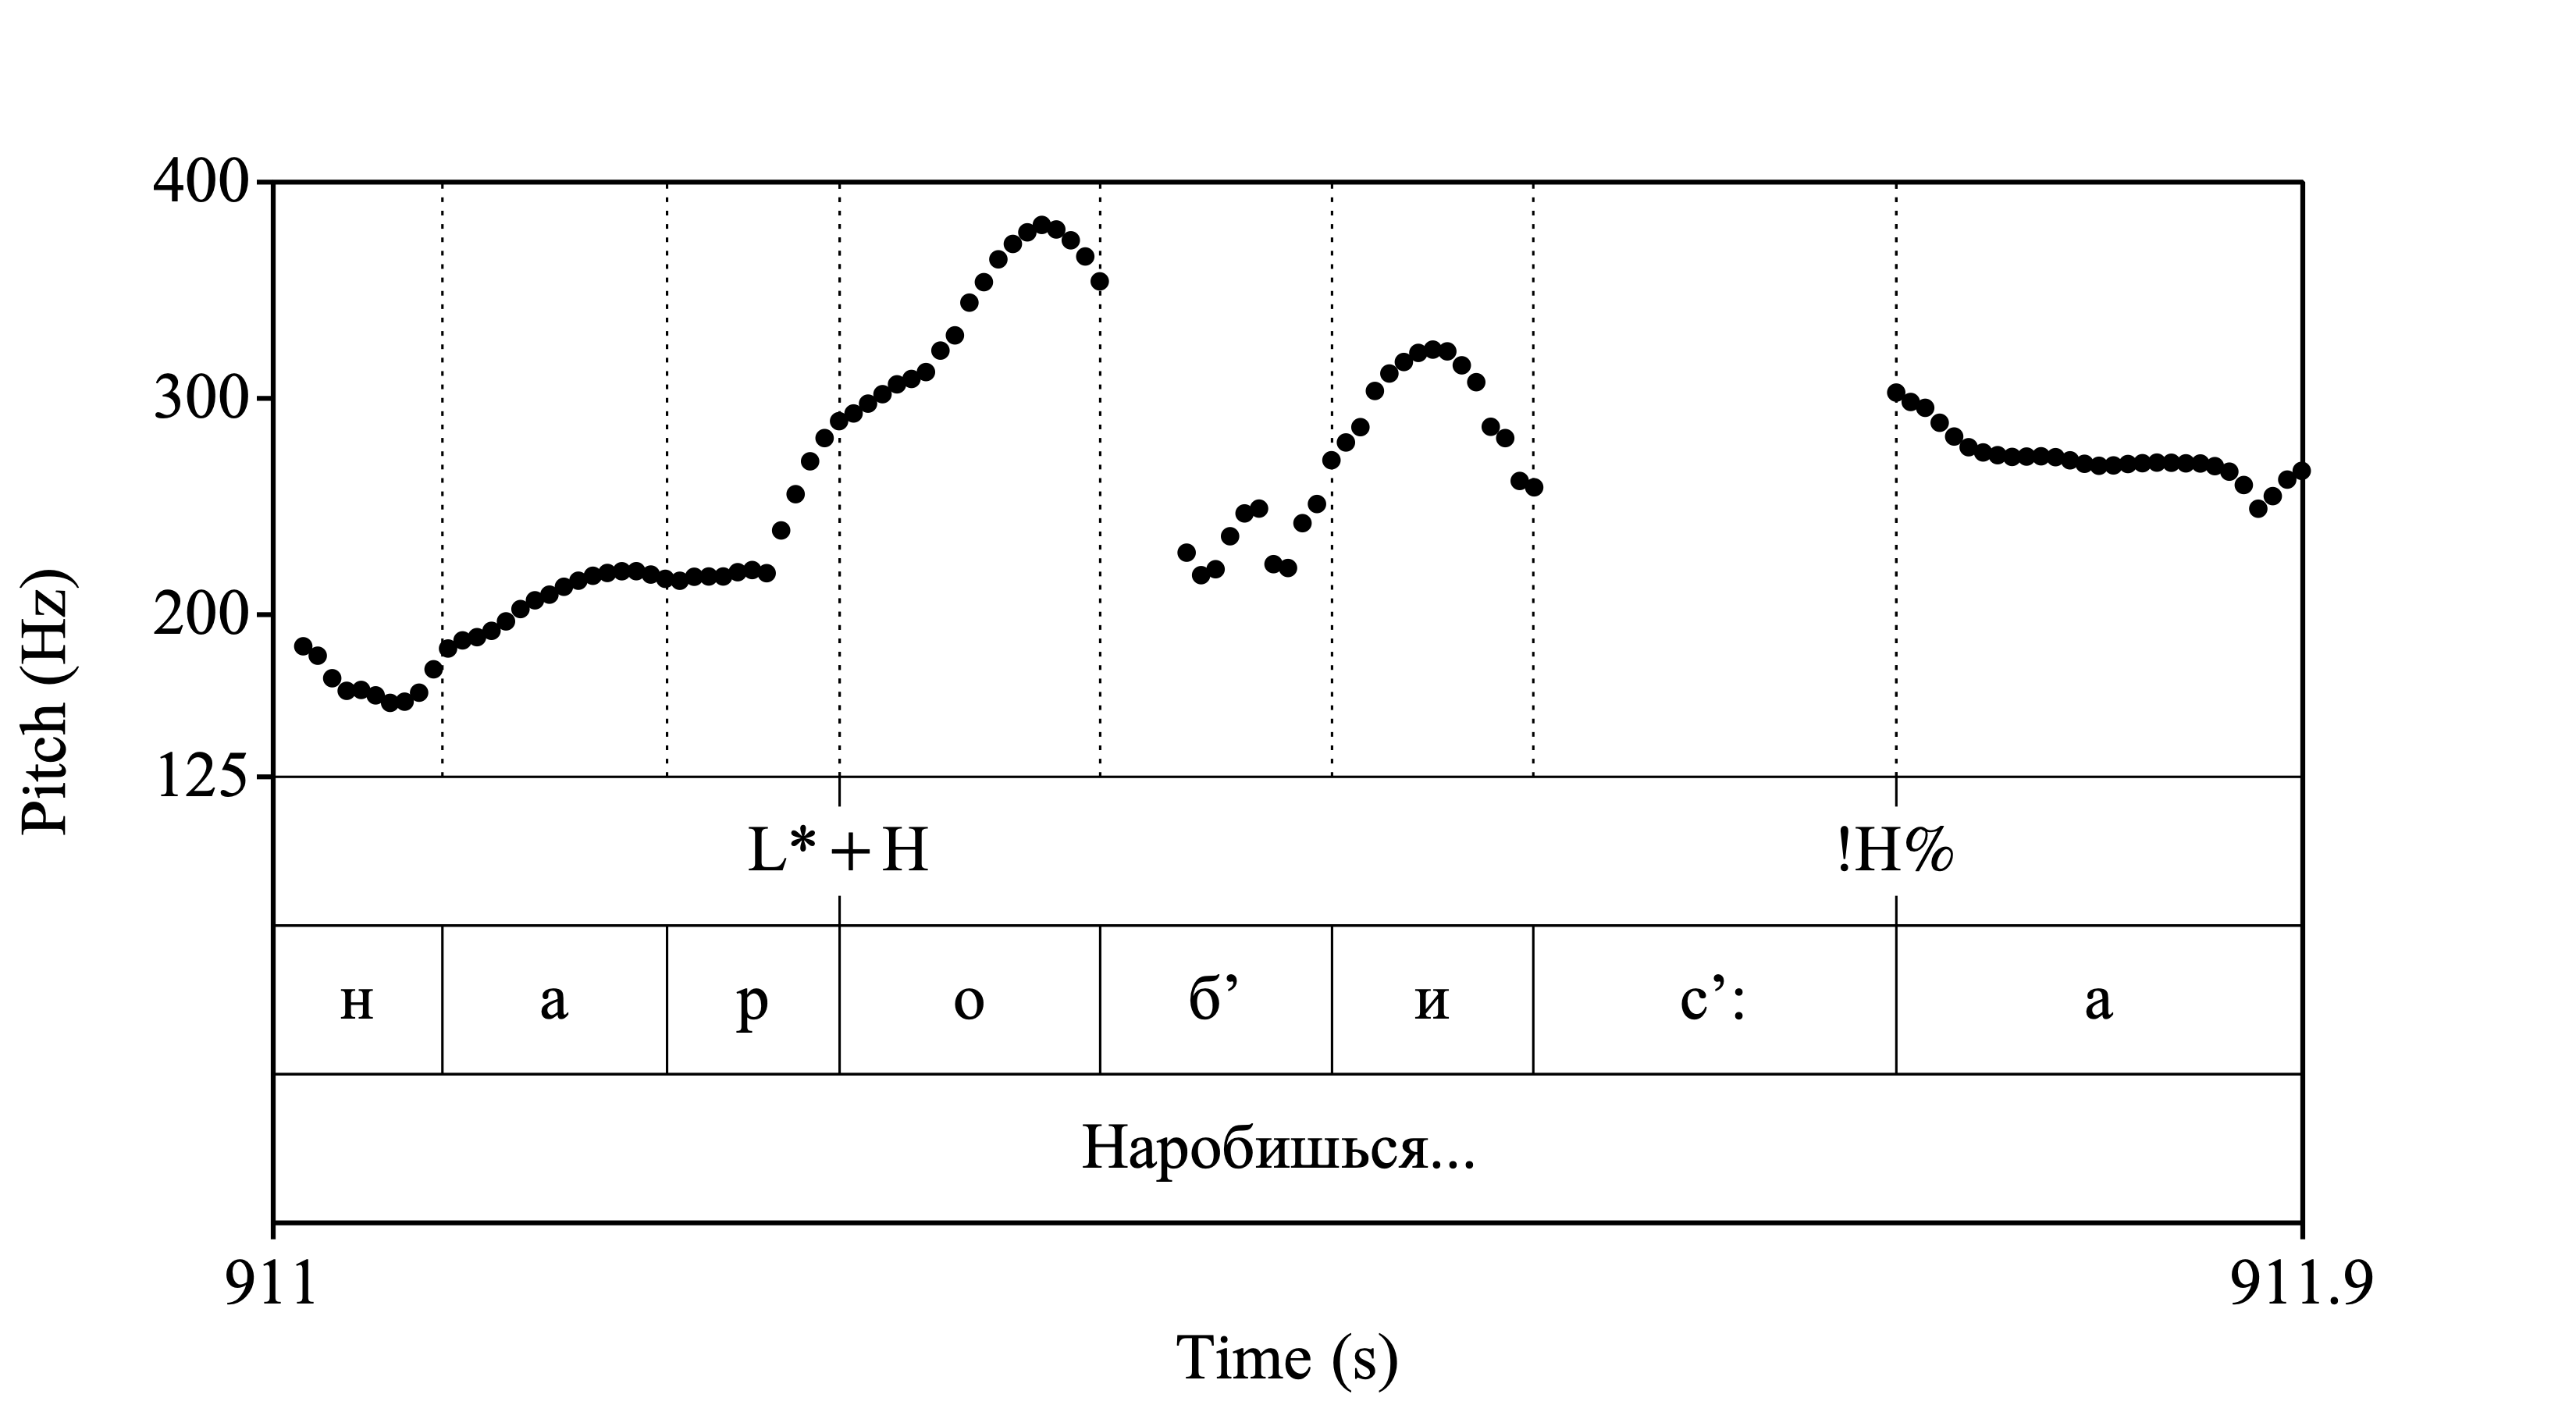 400
300
200
125
Pitch (Hz)
L*+H !H%
н а р о б’ и с’: а
Наробишься...
911 911.9
Time (s)